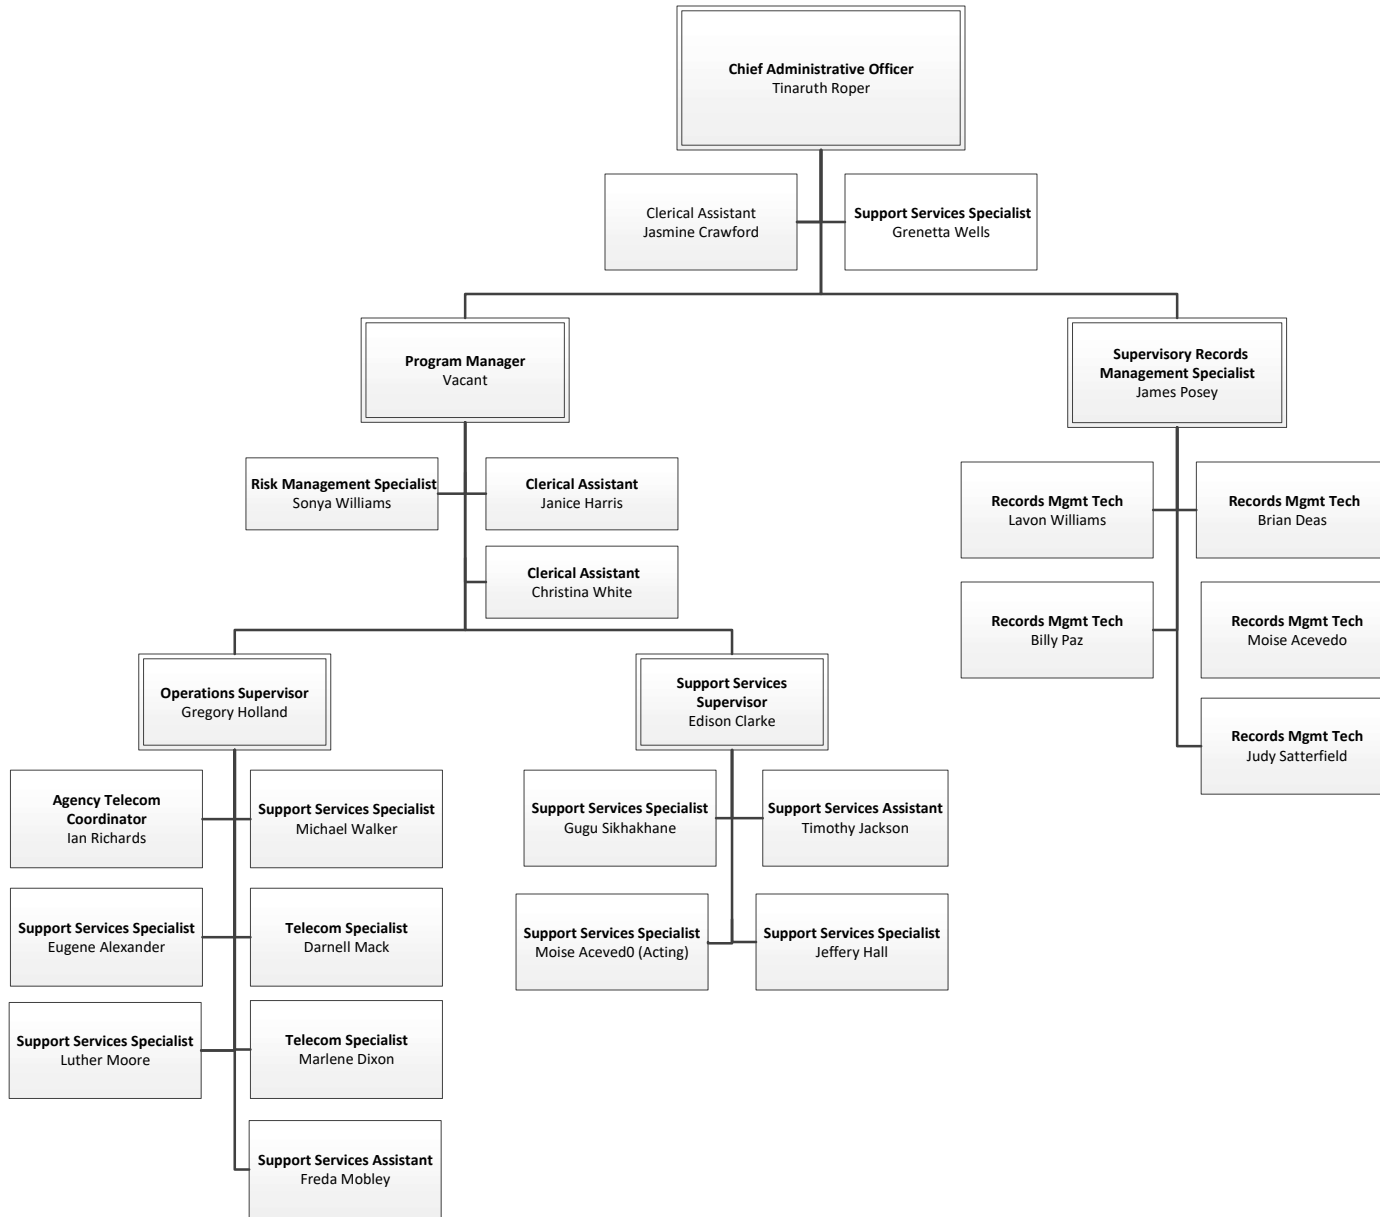 Chief Administrative Officer
Tinaruth Roper
Clerical Assistant
Jasmine Crawford
Support Services Specialist
Grenetta Wells
Program Manager
Vacant
Supervisory Records
Management Specialist
James Posey
Risk Management Specialist
Sonya Williams
Clerical Assistant
Janice Harris
Records Mgmt Tech
Lavon Williams
Records Mgmt Tech
Brian Deas
Clerical Assistant
Christina White
Records Mgmt Tech
Billy Paz
Records Mgmt Tech
Moise Acevedo
Operations Supervisor
Gregory Holland
Support Services
Supervisor
Edison Clarke
Records Mgmt Tech
Judy Satterfield
Agency Telecom
Coordinator
Ian Richards
Support Services Specialist
Michael Walker
Support Services Specialist
Gugu Sikhakhane
Support Services Assistant
Timothy Jackson
Support Services Specialist
Eugene Alexander
Telecom Specialist
Darnell Mack
Support Services Specialist
Moise Aceved0 (Acting)
Support Services Specialist
Jeffery Hall
Support Services Specialist
Luther Moore
Telecom Specialist
Marlene Dixon
Support Services Assistant
Freda Mobley